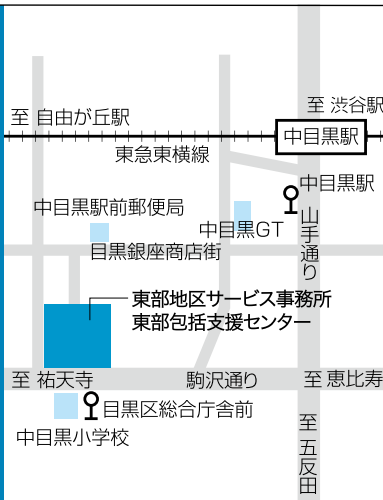 至 渋谷駅
至 自由が丘駅
中目黒駅
東急東横線
中目黒駅
中目黒駅前郵便局
中目黒GT
山手通り
目黒銀座商店街
東部地区サービス事務所
東部包括支援センター
至 祐天寺
駒沢通り
至 恵比寿
目黒区総合庁舎前
中目黒小学校
至 五反田